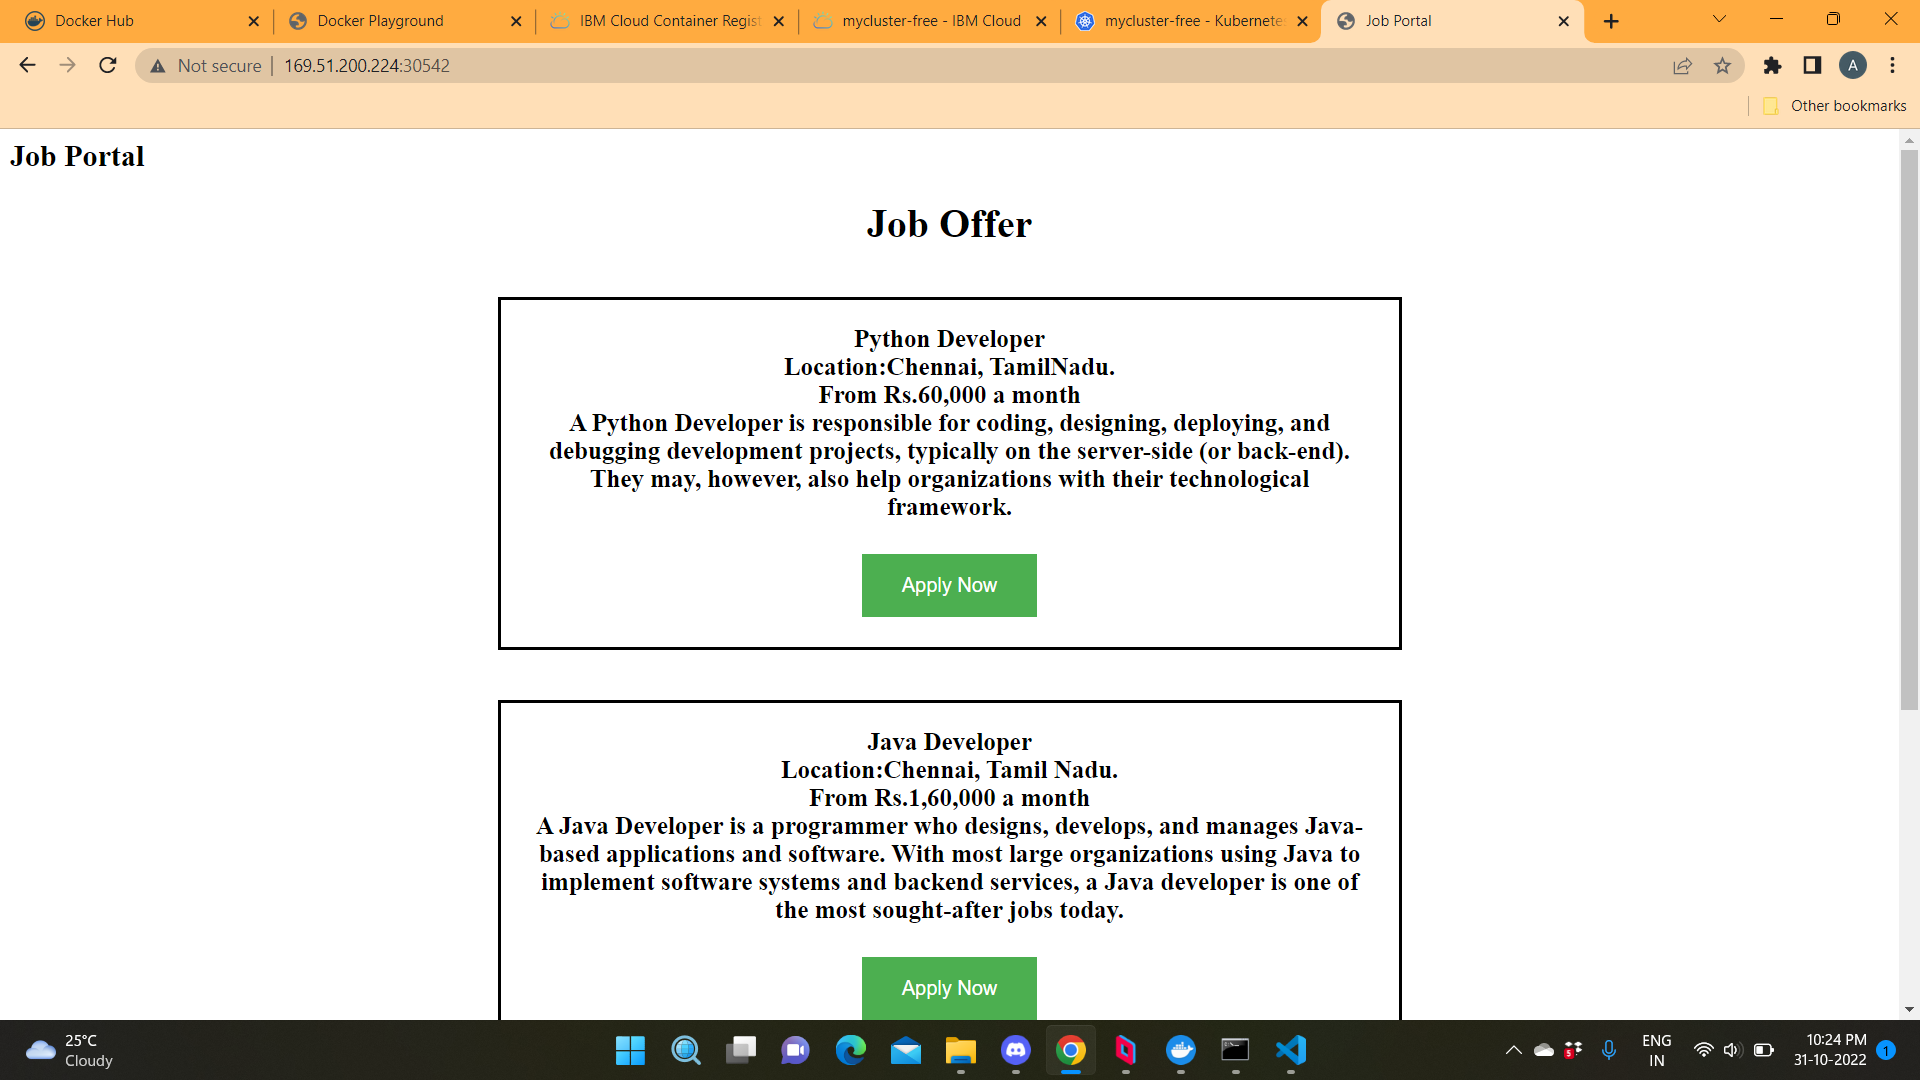 Docker Hub
Docker Playground
IBM Cloud Container Regist
mycluster-free - IBM Cloud
mycluster-free - Kubernetes
Job Portal
Not secure
169.51.200.224:30542
A
Other bookmarks
Job Portal
Job Offer
Python Developer
Location:Chennai, TamilNadu.
From Rs.60,000 a month
A Python Developer is responsible for coding, designing, deploying, and
debugging development projects, typically on the server-side (or back-end).
They may, however, also help organizations with their technological
framework.
Apply Now
Java Developer
Location:Chennai, Tamil Nadu.
From Rs.1,60,000 a month
A Java Developer is a programmer who designs, develops, and manages Java-
based applications and software. With most large organizations using Java to
implement software systems and backend services, a Java developer is one of
the most sought-after jobs today.
Apply Now
25°C
Cloudy
5
ENG
IN
10:24 PM
31-10-2022
1